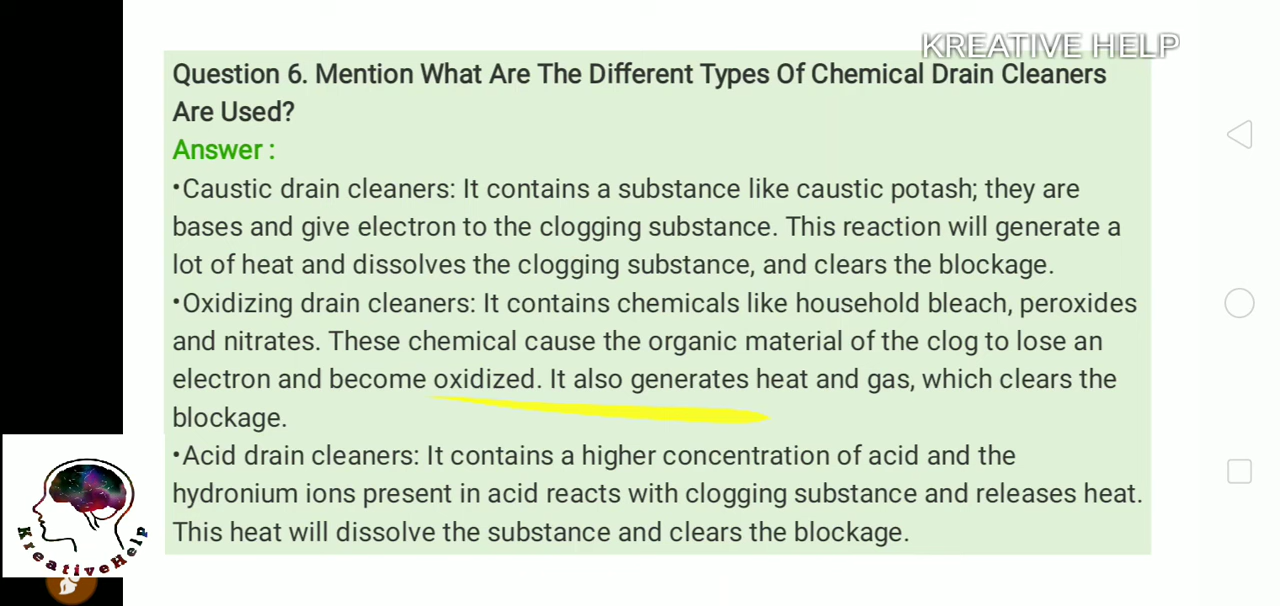 KREATIVE HELP
Question 6. Mention What Are The Different Types Of Chemical Drain Cleaners
Are Used?
Answer :
•Caustic drain cleaners: It contains a substance like caustic potash; they are
bases and give electron to the clogging substance. This reaction will generate a
lot of heat and dissolves the clogging substance, and clears the blockage.
•Oxidizing drain cleaners: It contains chemicals like household bleach, peroxides
and nitrates. These chemical cause the organic material of the clog to lose an
electron and become oxidized. It also generates heat and gas, which clears the
blockage.
•Acid drain cleaners: It contains a higher concentration of acid and the
hydronium ions present in acid reacts with clogging substance and releases heat.
This heat will dissolve the substance and clears the blockage.
KreativeHelp